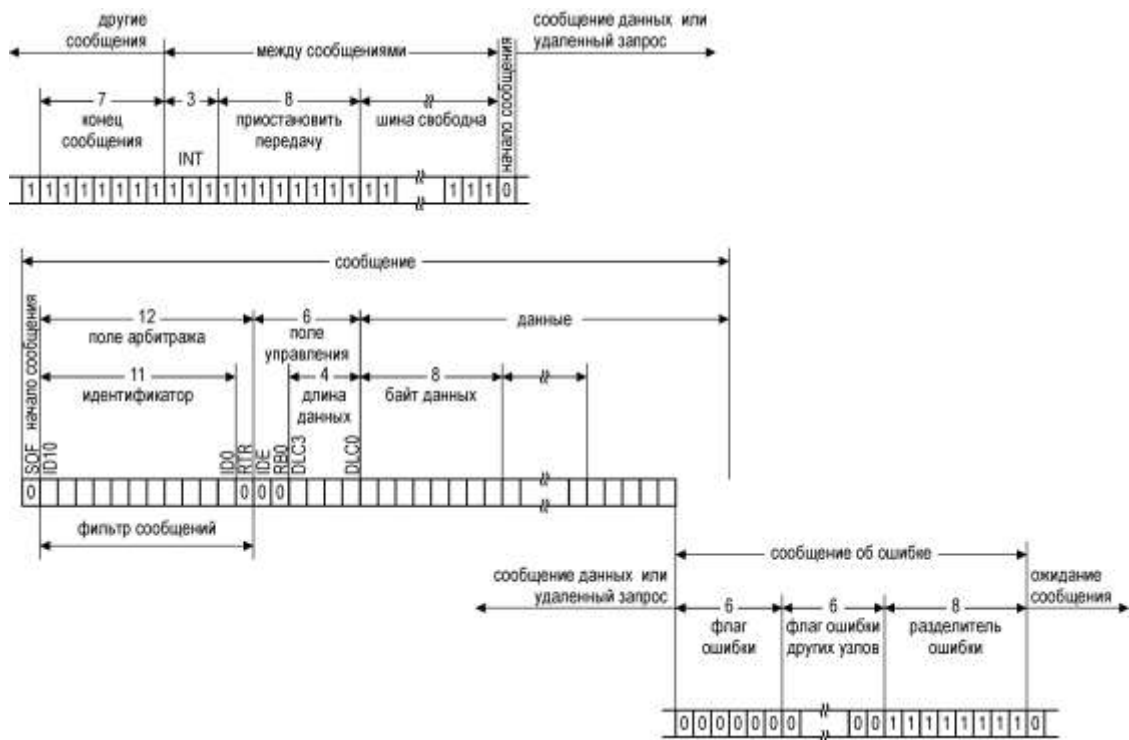 другие
сообщения
сообщение данных или
удаленный запрос
между сообщениями
начало сообщения
7
конец
сообщения
3
INT
8
приостановить
передачу
шина свободна
1 1 1 1 1 1 1 1 1 1 1 1 1 1 1 1 1 1 1 1 1 1 1 1 0
сообщение
12
поле арбитража
6
поле
управления
данные
11
идентификатор
4
длина
данных
8
байт данных
SOF начало сообщения
ID10
ID0
RTR
IDE
RB0
DLC3
DLC0
0 0 0 0
фильтр сообщений
сообщение об ошибке
сообщение данных или
удаленный запрос
ожидание
сообщения
6
флаг
ошибки
6
флаг ошибки
других узлов
8
разделитель
ошибки
0 0 0 0 0 0 0 0 0 1 1 1 1 1 1 1 1 0